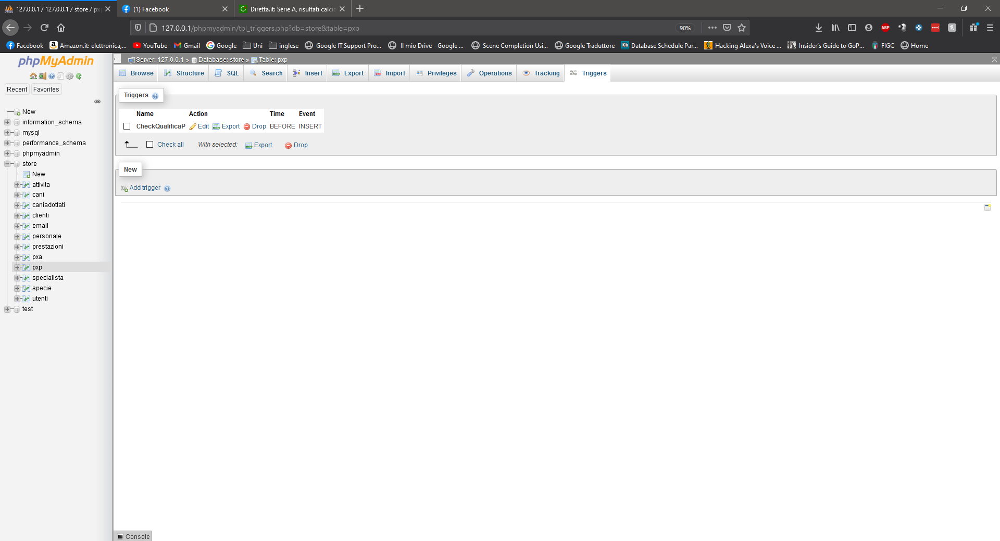 127.0.0.1 / 127.0.0.1 / store / px
(1) Facebook
Diretta.it: Serie A, risultati calcio
127.0.0.1/phpmyadmin/tbl_triggers.php?db=store&table=pxp
90%
ABP
Facebook
Amazon.it: elettronica,...
YouTube
Gmail
Google
Uni
inglese
Google IT Support Pro...
Il mio Drive - Google ...
Scene Completion Usi...
Google Traduttore
Kh
Database Schedule Par...
Hacking Alexa's Voice ...
Insider's Guide to GoP...
FIGC
Home
phpMyAdmin
Recent
Favorites
New
information_schema
mysql
performance_schema
phpmyadmin
store
New
attivita
cani
caniadottati
clienti
email
personale
prestazioni
pxa
pxp
specialista
specie
utenti
test
Server: 127.0.0.1 » Database: store » Table: pxp
Browse
Structure
SQL
Search
Insert
Export
Import
Privileges
Operations
Tracking
Triggers
Triggers
Name Action Time Event
CheckQualificaP Edit Export Drop BEFORE INSERT
Check all With selected: Export Drop
New
Add trigger
Console